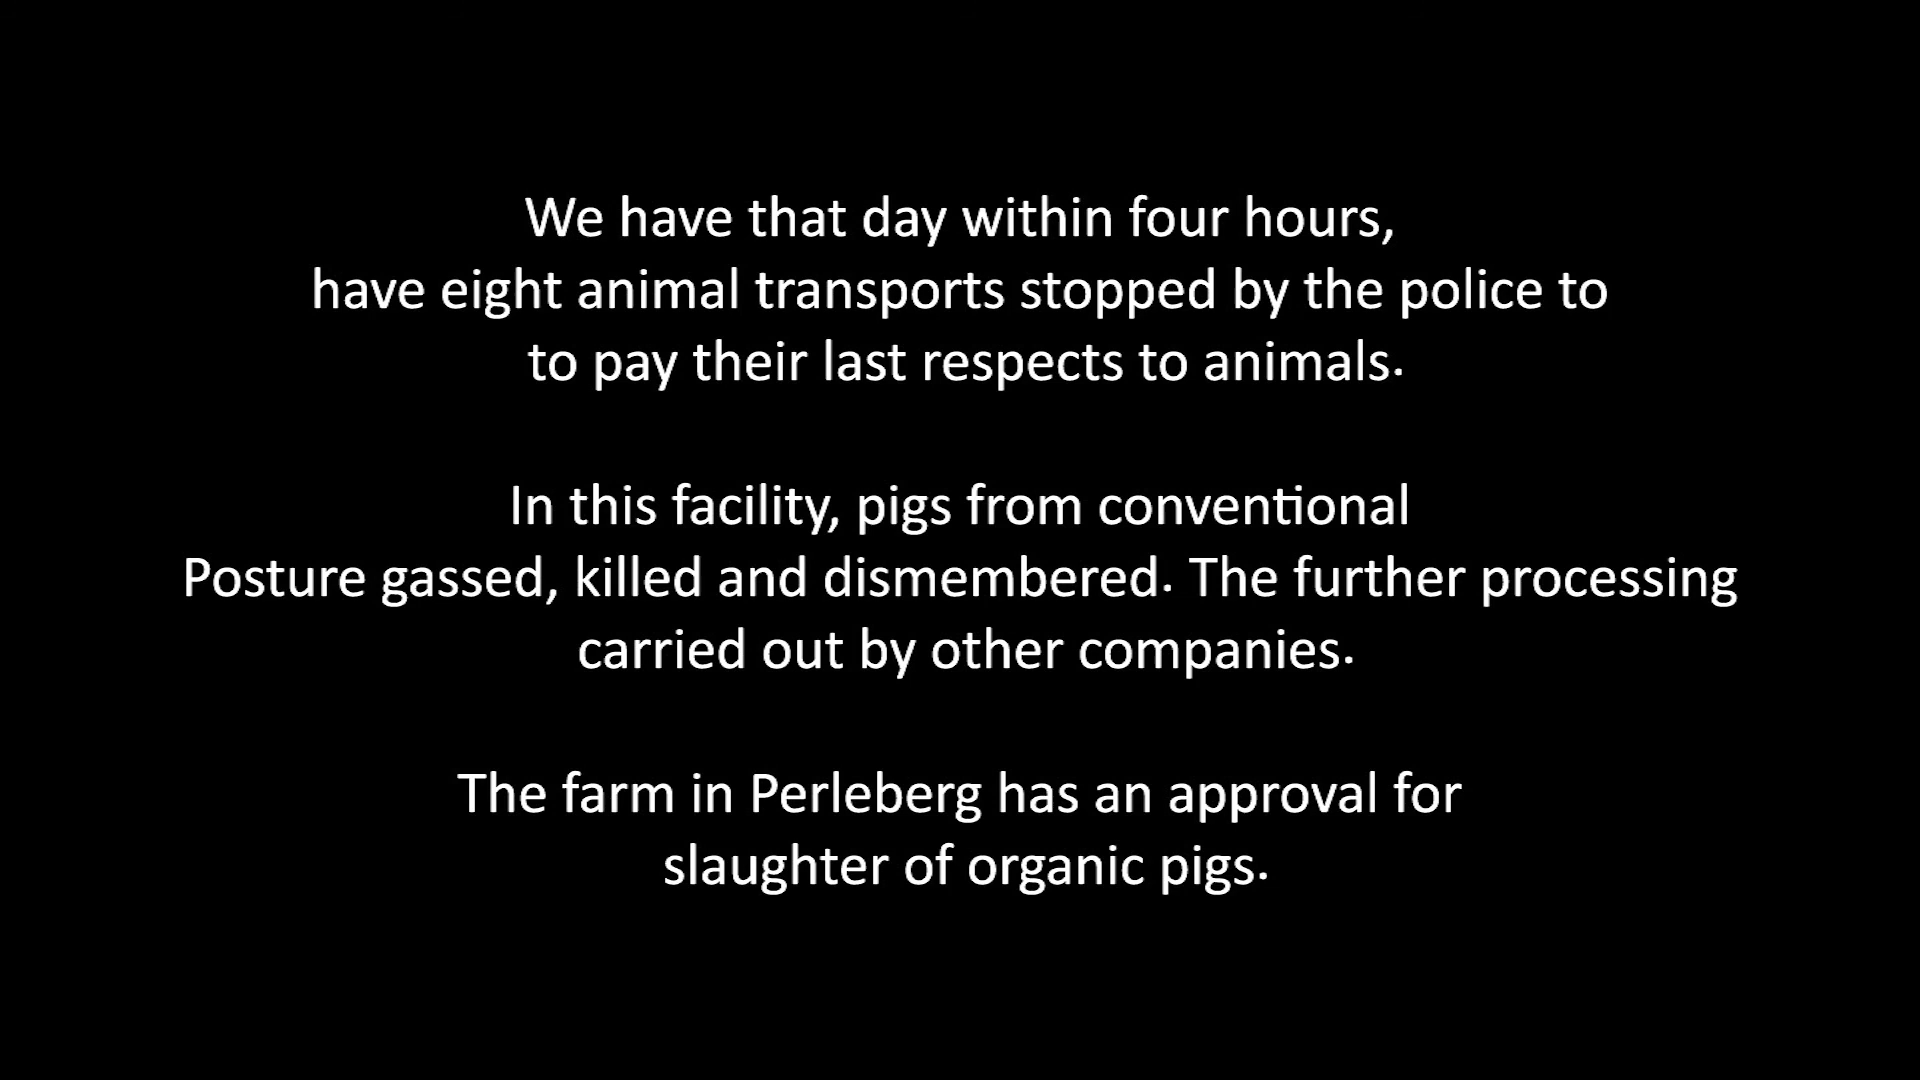 We have that day within four hours,
have eight animal transports stopped by the police to
to pay their last respects to animals.
In this facility, pigs from conventional
Posture gassed, killed and dismembered. The further processing
carried out by other companies.
The farm in Perleberg has an approval for
slaughter of organic pigs.